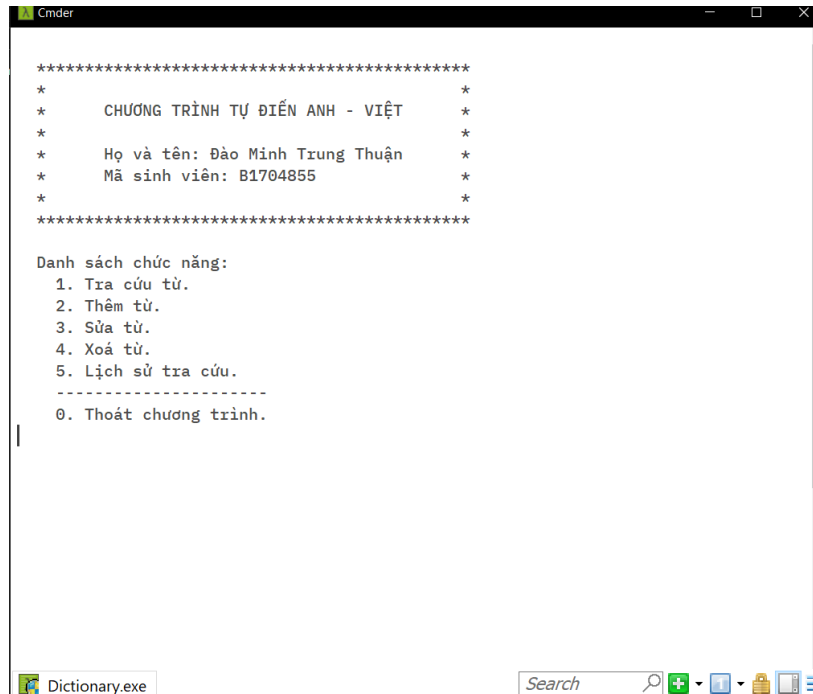 Cmder
*********************************************
* *
* CHƯƠNG TRÌNH TỰ ĐIỂN ANH - VIỆT *
* *
* Họ và tên: Đào Minh Trung Thuận *
* Mã sinh viên: B1704855 *
* *
*********************************************
Danh sách chức năng:
1. Tra cứu từ.
2. Thêm từ.
3. Sửa từ.
4. Xoá từ.
5. Lịch sử tra cứu.
----------------------
0. Thoát chương trình.
Dictionary.exe
Search